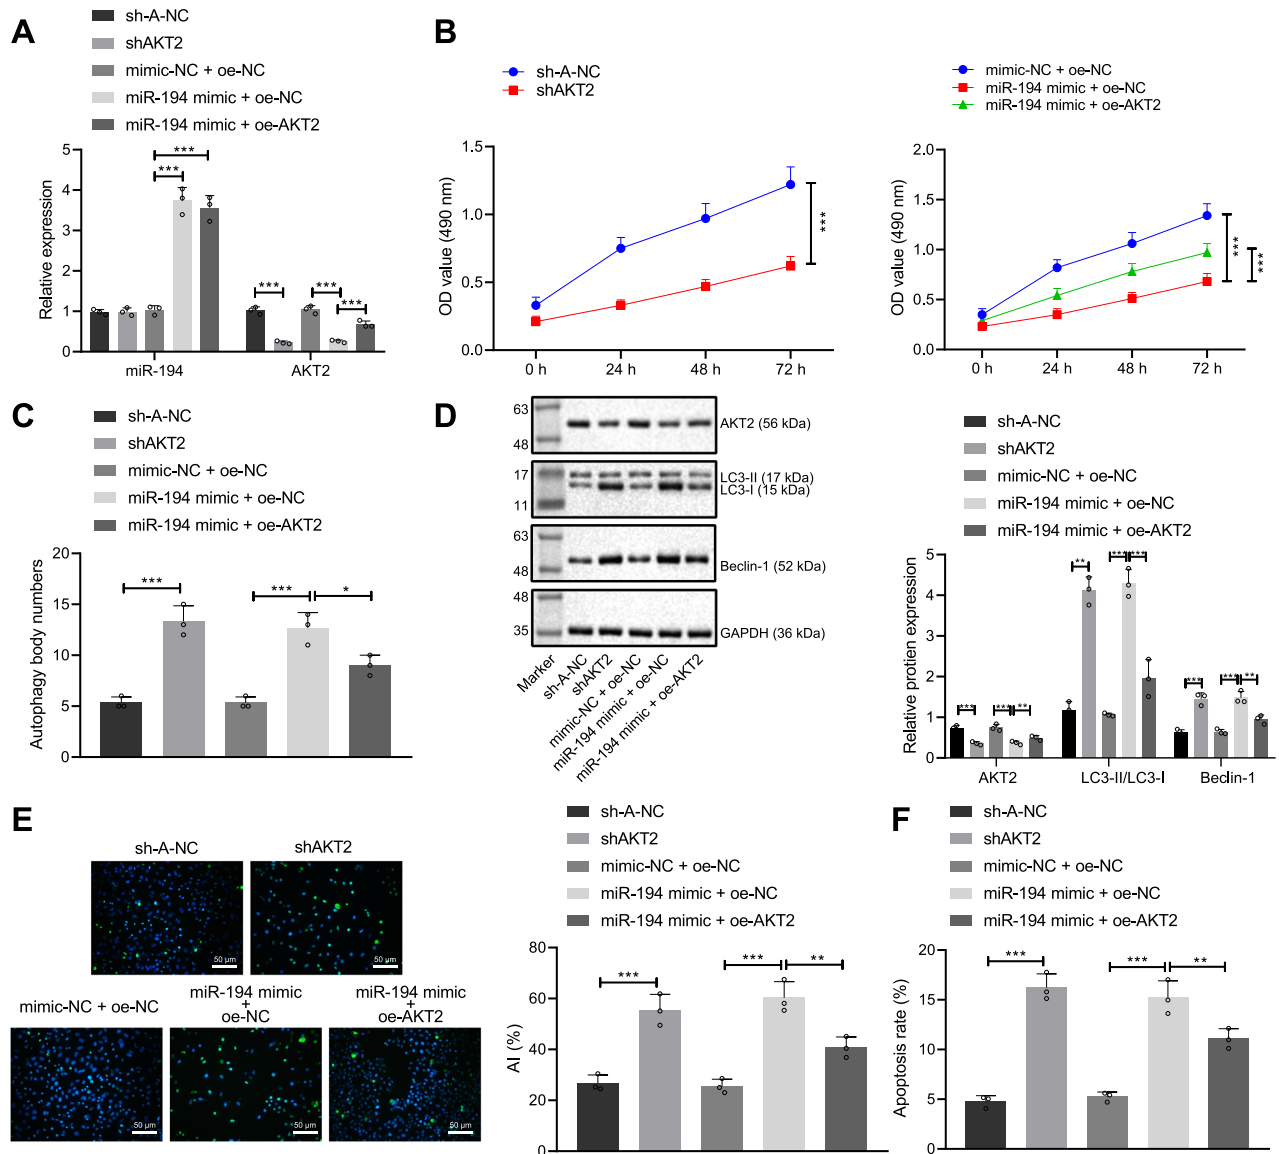 A
sh-A-NC
shAKT2
mimic-NC + oe-NC
miR-194 mimic + oe-NC
miR-194 mimic + oe-AKT2
Relative expression
5
4
3
2
1
0
***
***
***
***
***
miR-194
AKT2
B
sh-A-NC
shAKT2
OD value (490 nm)
1.5
1.0
0.5
0.0
0 h
24 h
48 h
72 h
***
mimic-NC + oe-NC
miR-194 mimic + oe-NC
miR-194 mimic + oe-AKT2
OD value (490 nm)
2.0
1.5
1.0
0.5
0.0
0 h
24 h
48 h
72 h
***
***
C
sh-A-NC
shAKT2
mimic-NC + oe-NC
miR-194 mimic + oe-NC
miR-194 mimic + oe-AKT2
Autophagy body numbers
20
15
10
5
0
***
***
*
D
63
48
AKT2 (56 kDa)
17
11
LC3-II (17 kDa)
LC3-I (15 kDa)
63
48
Beclin-1 (52 kDa)
35
GAPDH (36 kDa)
Marker
sh-A-NC
shAKT2
mimic-NC + oe-NC
miR-194 mimic + oe-NC
miR-194 mimic + oe-AKT2
sh-A-NC
shAKT2
mimic-NC + oe-NC
miR-194 mimic + oe-NC
miR-194 mimic + oe-AKT2
Relative protien expression
5
4
3
2
1
0
***
***
**
**
***
***
***
***
**
AKT2
LC3-II/LC3-I
Beclin-1
E
sh-A-NC
shAKT2
50 μm
50 μm
mimic-NC + oe-NC
miR-194 mimic
+
oe-NC
miR-194 mimic
+
oe-AKT2
50 μm
50 μm
50 μm
sh-A-NC
shAKT2
mimic-NC + oe-NC
miR-194 mimic + oe-NC
miR-194 mimic + oe-AKT2
AI (%)
80
60
40
20
0
***
***
**
F
sh-A-NC
shAKT2
mimic-NC + oe-NC
miR-194 mimic + oe-NC
miR-194 mimic + oe-AKT2
Apoptosis rate (%)
20
15
10
5
0
***
***
**